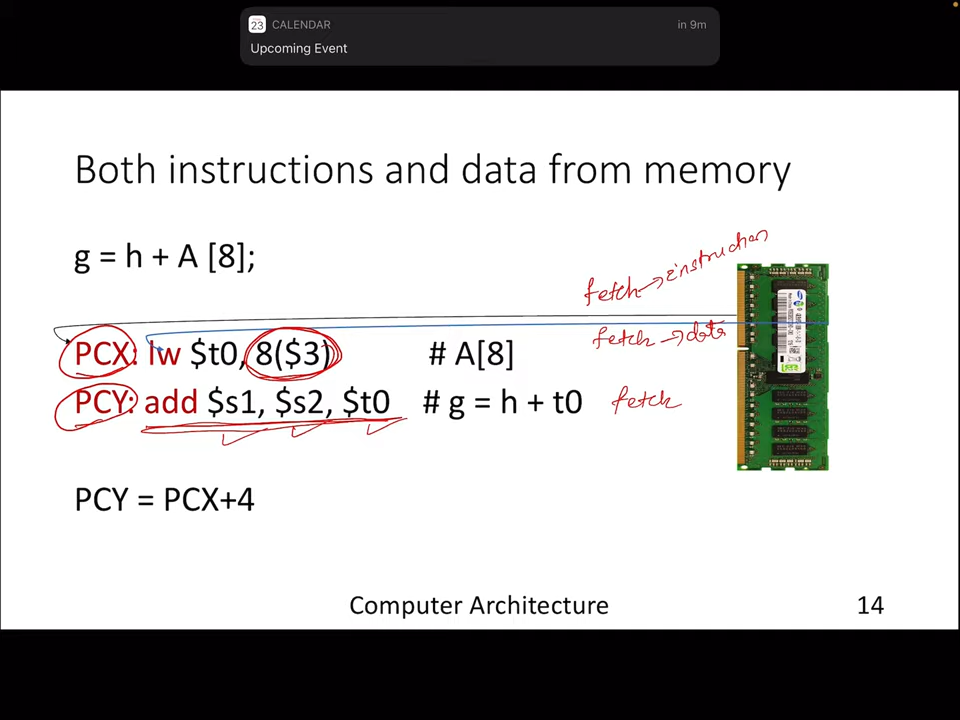 23 CALENDAR in 9m
Upcoming Event
Both instructions and data from memory
g = h + A [8];
fetch → instruction
fetch → data
PCX: lw $t0, 8($3) # A[8]
PCY: add $s1, $s2, $t0 # g = h + t0 fetch
PCY = PCX+4
Computer Architecture 14